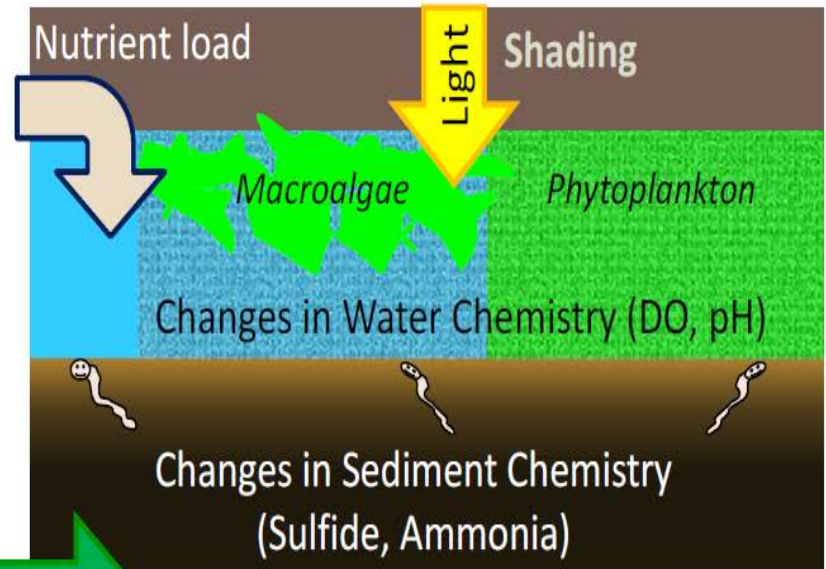 Nutrient load
Light
Shading
Macroalgae
Phytoplankton
Changes in Water Chemistry (DO, pH)
Changes in Sediment Chemistry
(Sulfide, Ammonia)